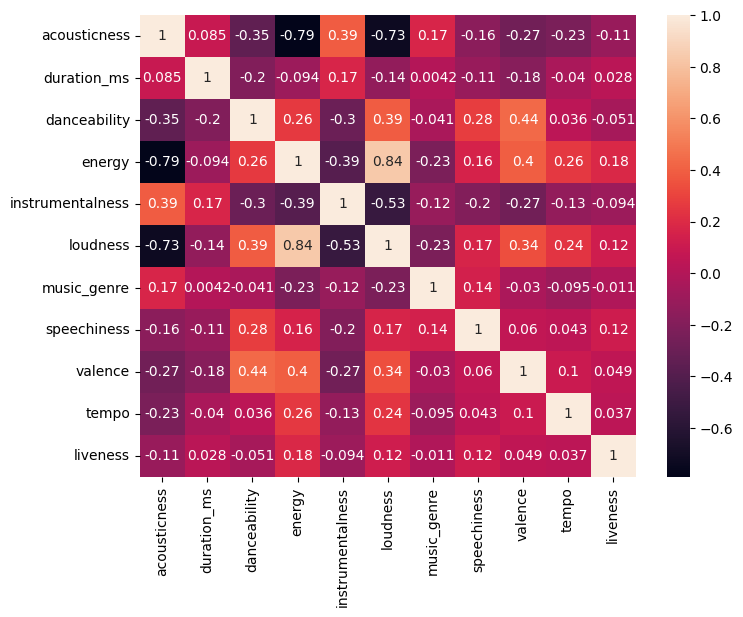 acousticness 1 0.085 -0.35 -0.79 0.39 -0.73 0.17 -0.16 -0.27 -0.23 -0.11
duration_ms 0.085 1 -0.2 -0.094 0.17 -0.14 0.0042 -0.11 -0.18 -0.04 0.028
danceability -0.35 -0.2 1 0.26 -0.3 0.39 -0.041 0.28 0.44 0.036 -0.051
energy -0.79 -0.094 0.26 1 -0.39 0.84 -0.23 0.16 0.4 0.26 0.18
instrumentalness 0.39 0.17 -0.3 -0.39 1 -0.53 -0.12 -0.2 -0.27 -0.13 -0.094
loudness -0.73 -0.14 0.39 0.84 -0.53 1 -0.23 0.17 0.34 0.24 0.12
music_genre 0.17 0.0042 -0.041 -0.23 -0.12 -0.23 1 0.14 -0.03 -0.095 -0.011
speechiness -0.16 -0.11 0.28 0.16 -0.2 0.17 0.14 1 0.06 0.043 0.12
valence -0.27 -0.18 0.44 0.4 -0.27 0.34 -0.03 0.06 1 0.1 0.049
tempo -0.23 -0.04 0.036 0.26 -0.13 0.24 -0.095 0.043 0.1 1 0.037
liveness -0.11 0.028 -0.051 0.18 -0.094 0.12 -0.011 0.12 0.049 0.037 1
acousticness
duration_ms
danceability
energy
instrumentalness
loudness
music_genre
speechiness
valence
tempo
liveness
1.0
0.8
0.6
0.4
0.2
0.0
−0.2
−0.4
−0.6